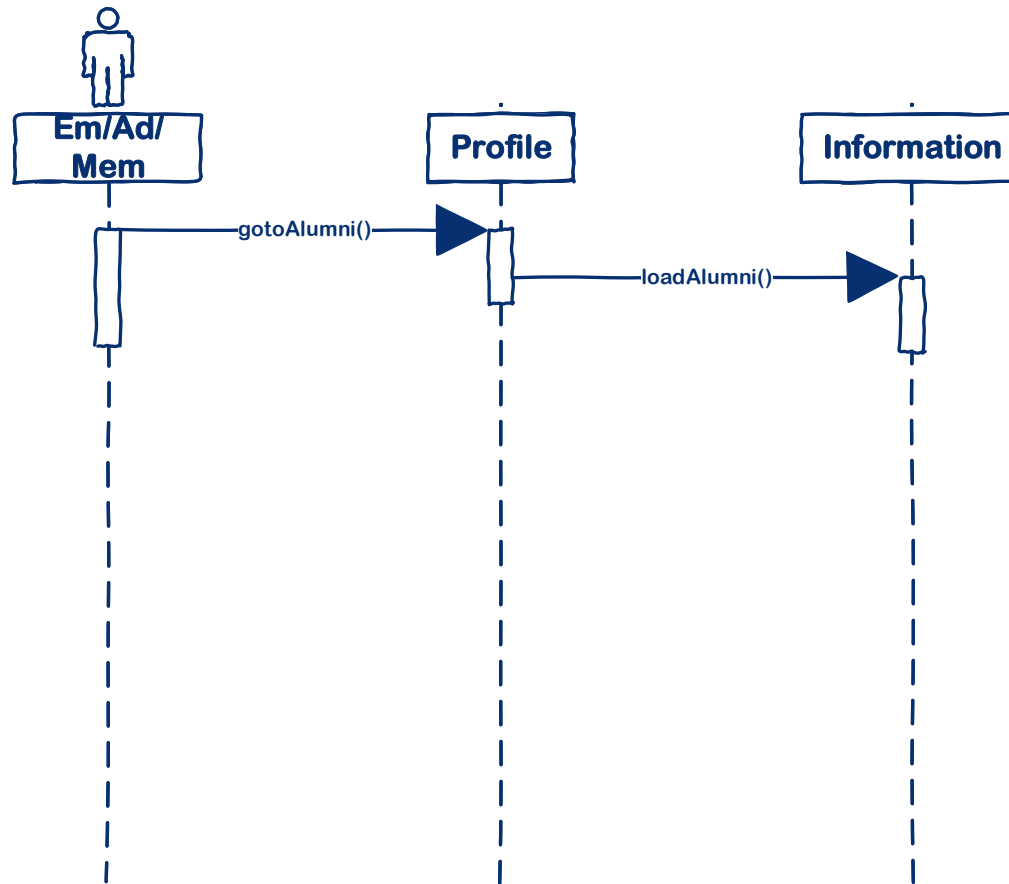 Em/Ad/
Mem
Profile
Information
gotoAlumni()
loadAlumni()